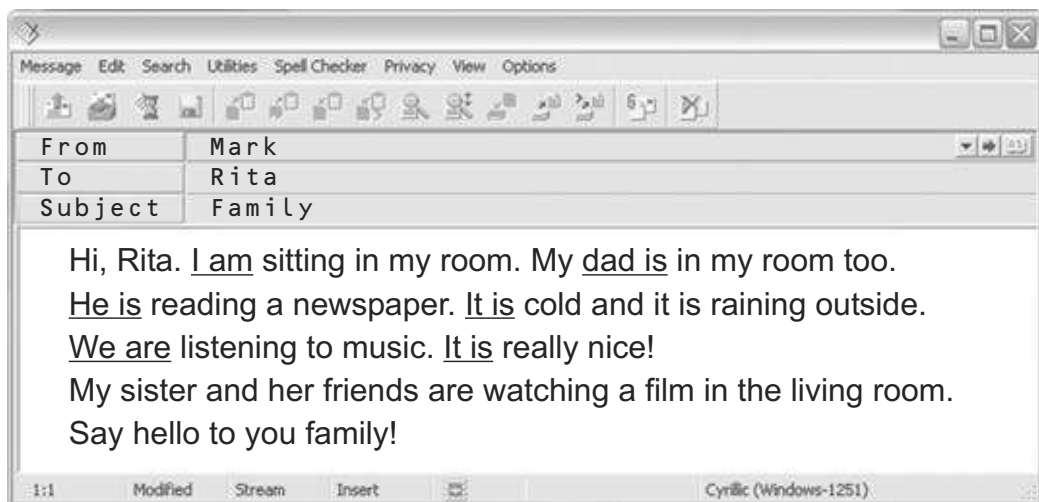 Message Edit Search Utilities Spell Checker Privacy View Options
From Mark
To Rita
Subject Family
Hi, Rita. I am sitting in my room. My dad is in my room too.
He is reading a newspaper. It is cold and it is raining outside.
We are listening to music. It is really nice!
My sister and her friends are watching a film in the living room.
Say hello to you family!
1:1 Modified Stream Insert Cyrillic (Windows-1251)